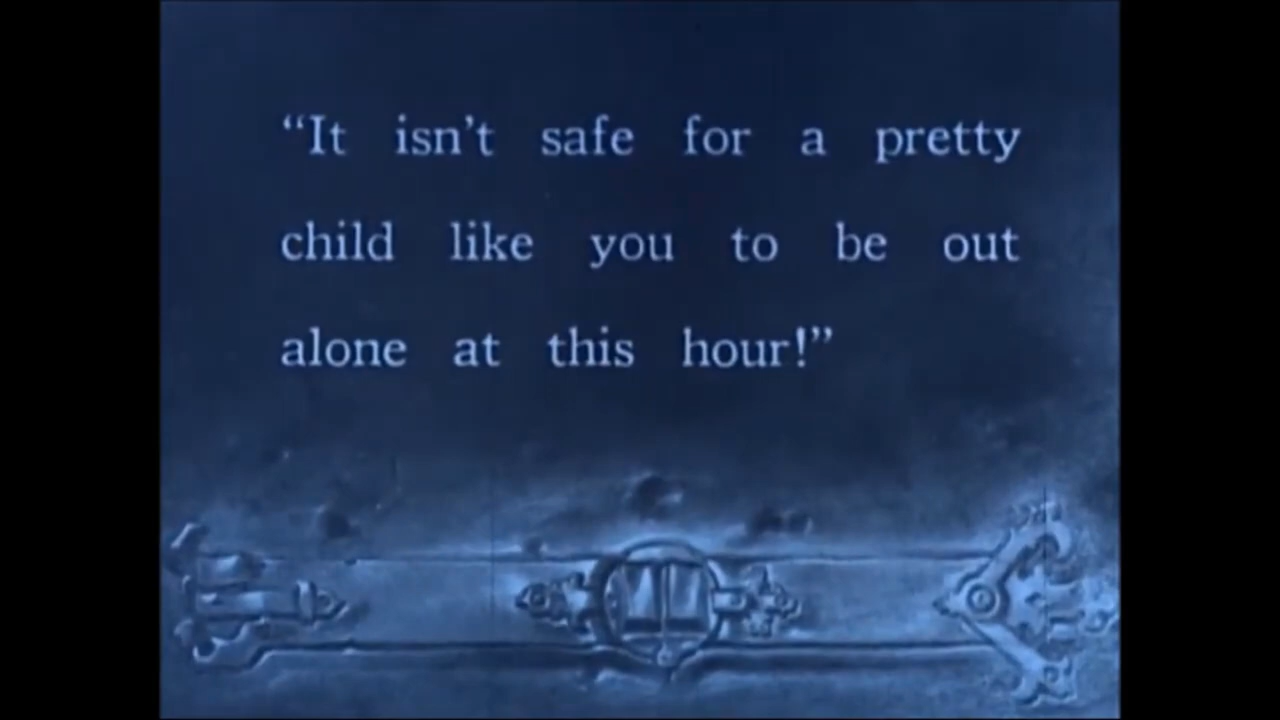 “It isn’t safe for a pretty
child like you to be out
alone at this hour!”